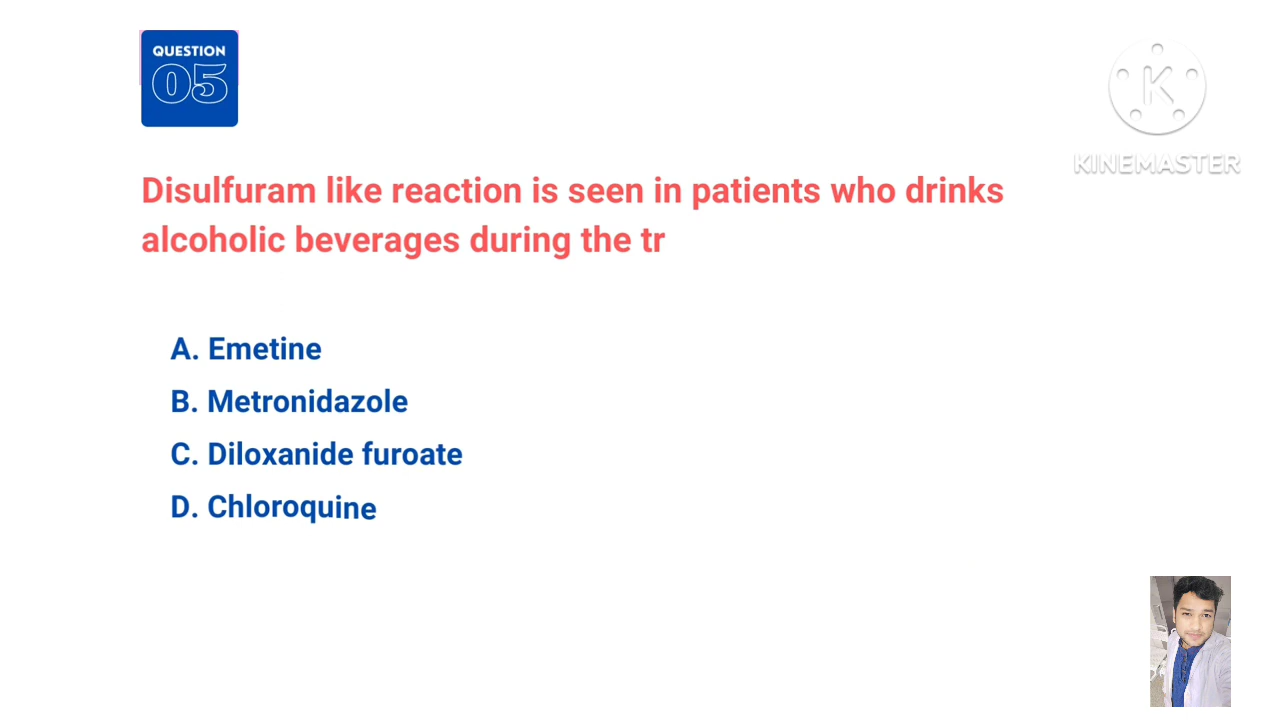 QUESTION
05
K
KINEMASTER
Disulfuram like reaction is seen in patients who drinks
alcoholic beverages during the tr
A. Emetine
B. Metronidazole
C. Diloxanide furoate
D. Chloroquine